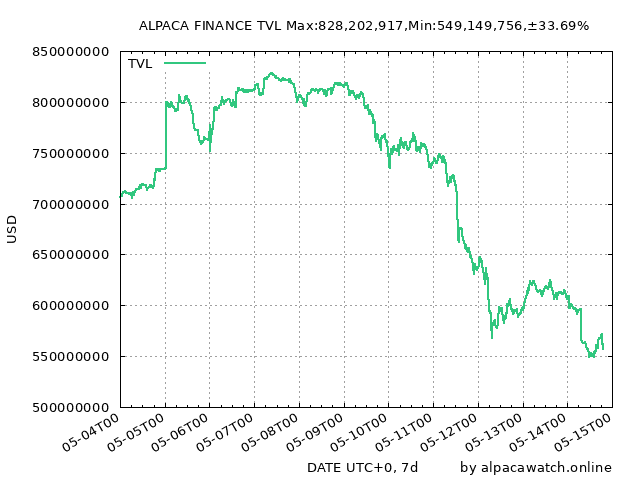 ALPACA FINANCE TVL Max:828,202,917,Min:549,149,756,±33.69%
TVL
850000000
800000000
750000000
700000000
650000000
600000000
550000000
500000000
USD
05-04T00
05-05T00
05-06T00
05-07T00
05-08T00
05-09T00
05-10T00
05-11T00
05-12T00
05-13T00
05-14T00
05-15T00
DATE UTC+0, 7d
by alpacawatch.online